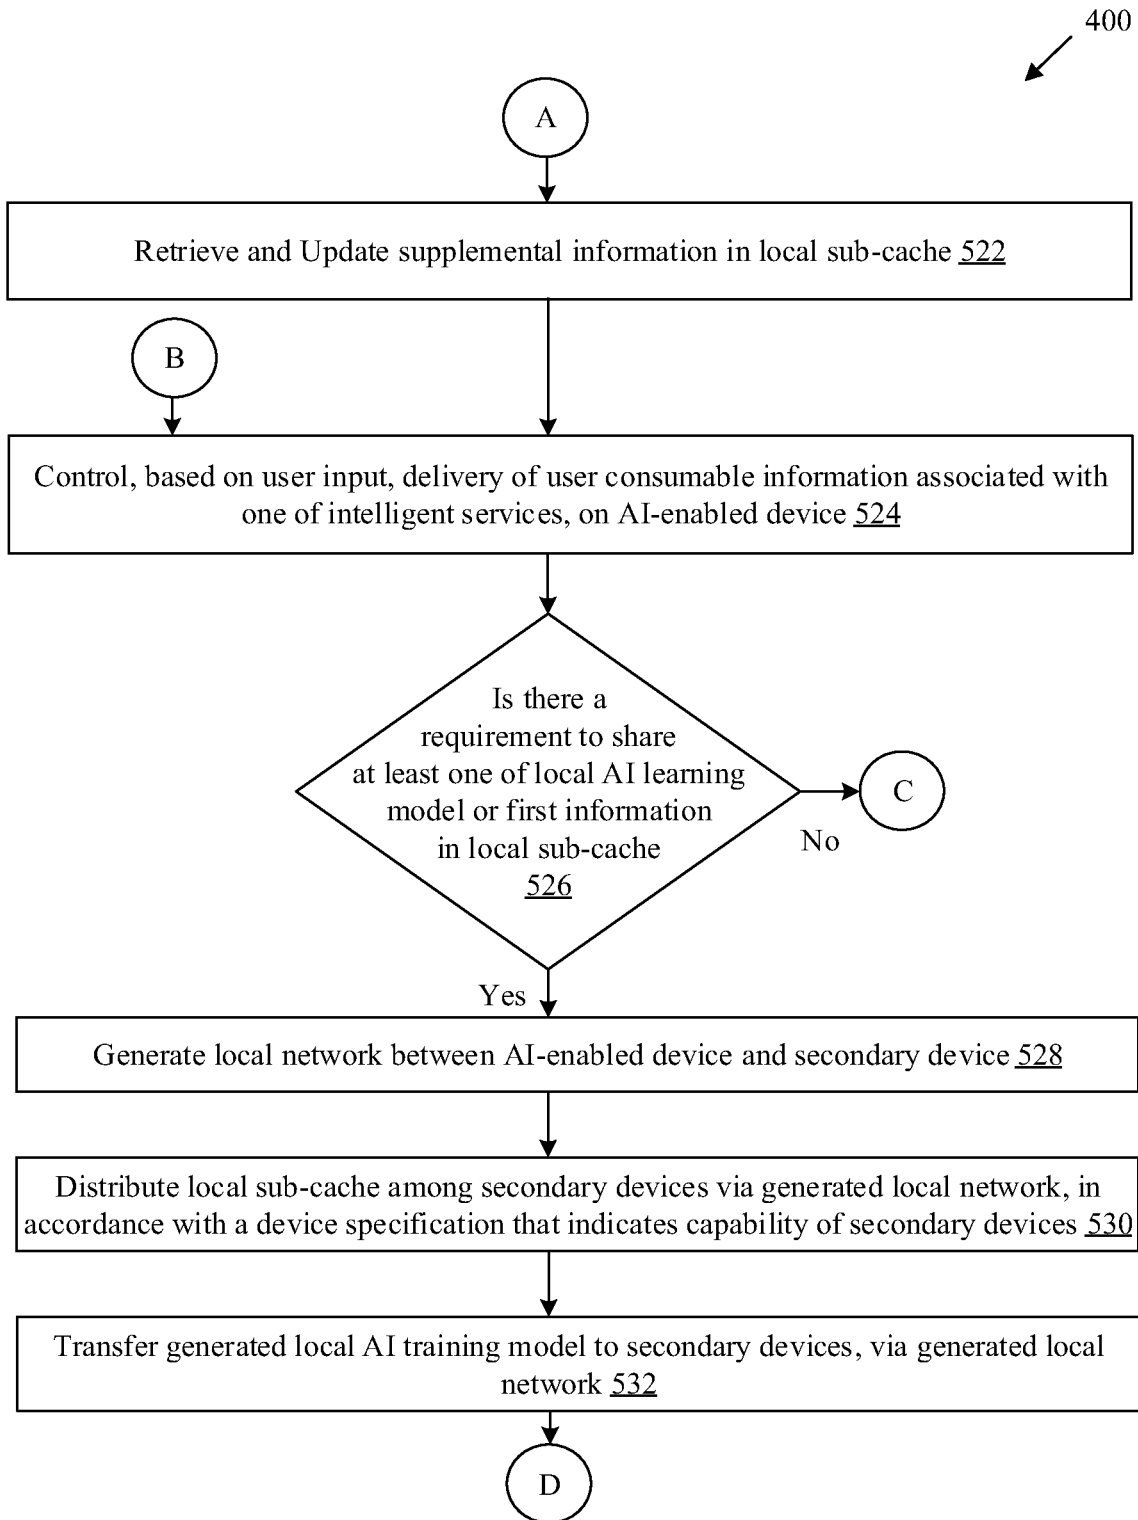 400
A
Retrieve and Update supplemental information in local sub-cache 522
B
Control, based on user input, delivery of user consumable information associated with
one of intelligent services, on AI-enabled device 524
Is there a
requirement to share
at least one of local AI learning
model or first information
in local sub-cache
526
C
No
Yes
Generate local network between AI-enabled device and secondary device 528
Distribute local sub-cache among secondary devices via generated local network, in
accordance with a device specification that indicates capability of secondary devices 530
Transfer generated local AI training model to secondary devices, via generated local
network 532
D